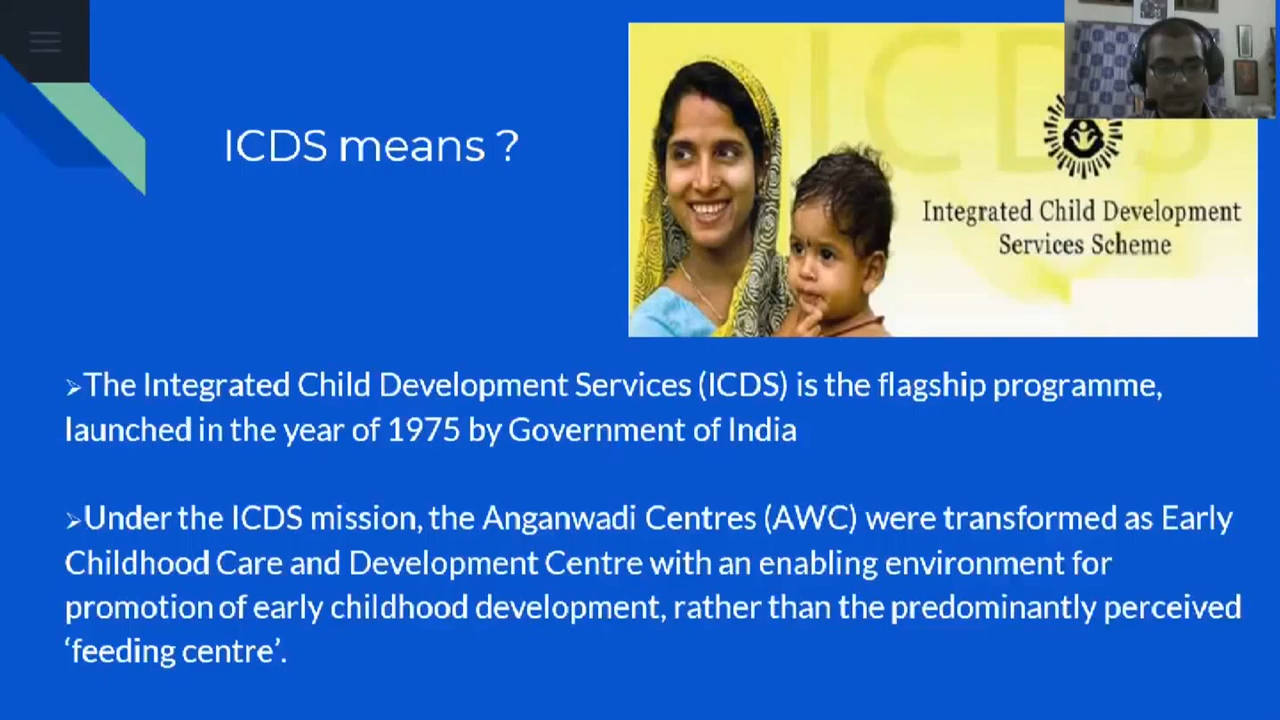 ICDS means ?
ICDS
Integrated Child Development
Services Scheme
➢The Integrated Child Development Services (ICDS) is the flagship programme,
launched in the year of 1975 by Government of India
➢Under the ICDS mission, the Anganwadi Centres (AWC) were transformed as Early
Childhood Care and Development Centre with an enabling environment for
promotion of early childhood development, rather than the predominantly perceived
‘feeding centre’.